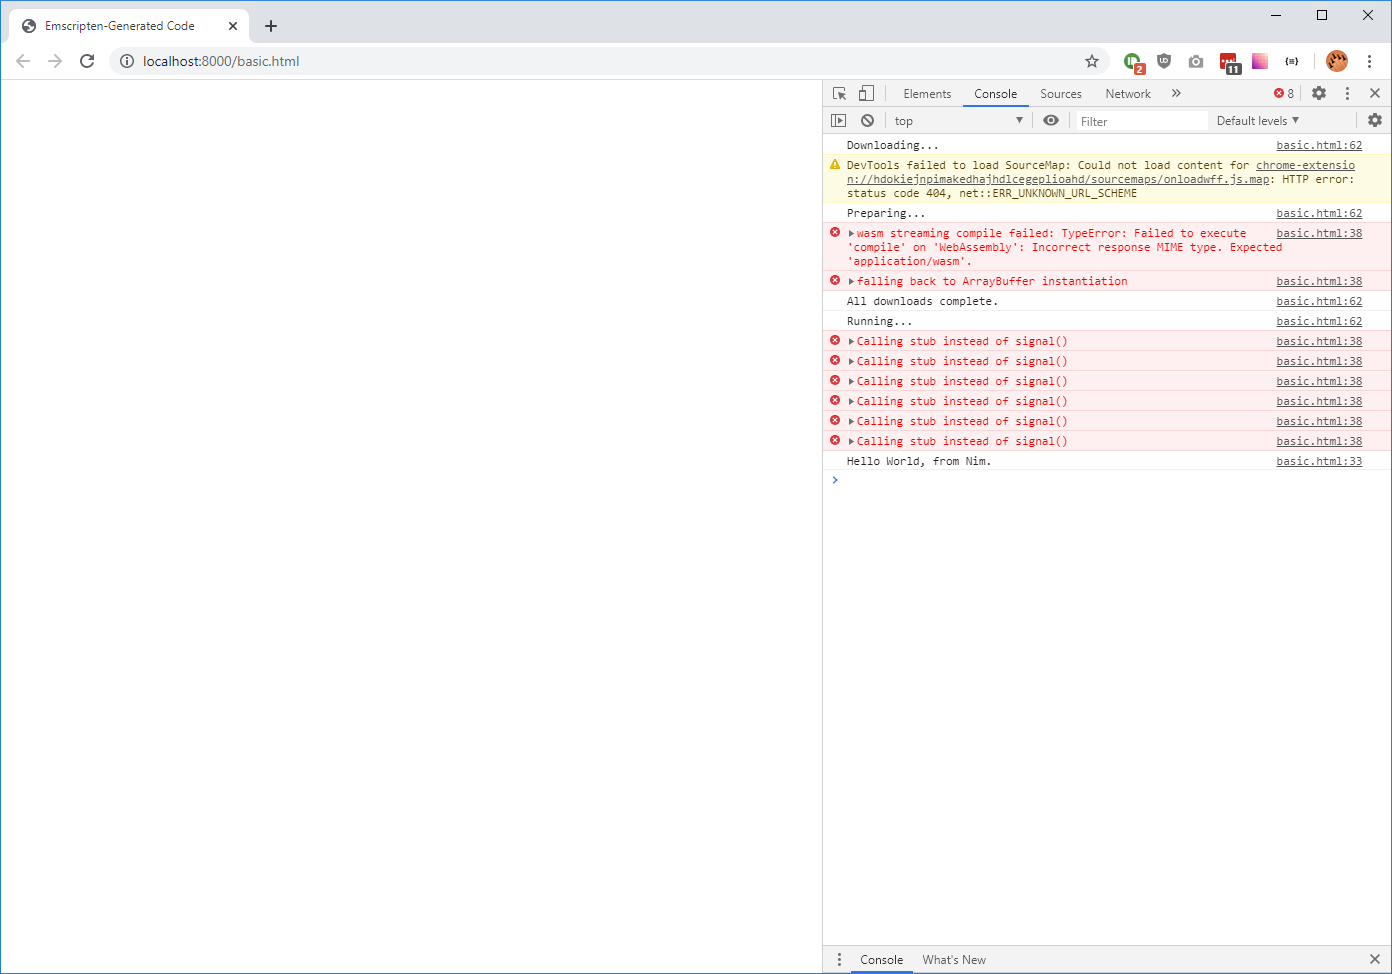 Emscripten-Generated Code
localhost:8000/basic.html
2
UD
11
Elements Console Sources Network » 8
top Filter Default levels
Downloading... basic.html:62
DevTools failed to load SourceMap: Could not load content for chrome-extensio
n://hdokiejnpimakedhajhdlcegeplioahd/sourcemaps/onloadwff.js.map: HTTP error:
status code 404, net::ERR_UNKNOWN_URL_SCHEME
Preparing... basic.html:62
wasm streaming compile failed: TypeError: Failed to execute basic.html:38
'compile' on 'WebAssembly': Incorrect response MIME type. Expected
'application/wasm'.
falling back to ArrayBuffer instantiation basic.html:38
All downloads complete. basic.html:62
Running... basic.html:62
Calling stub instead of signal() basic.html:38
Calling stub instead of signal() basic.html:38
Calling stub instead of signal() basic.html:38
Calling stub instead of signal() basic.html:38
Calling stub instead of signal() basic.html:38
Calling stub instead of signal() basic.html:38
Hello World, from Nim. basic.html:33
Console What's New